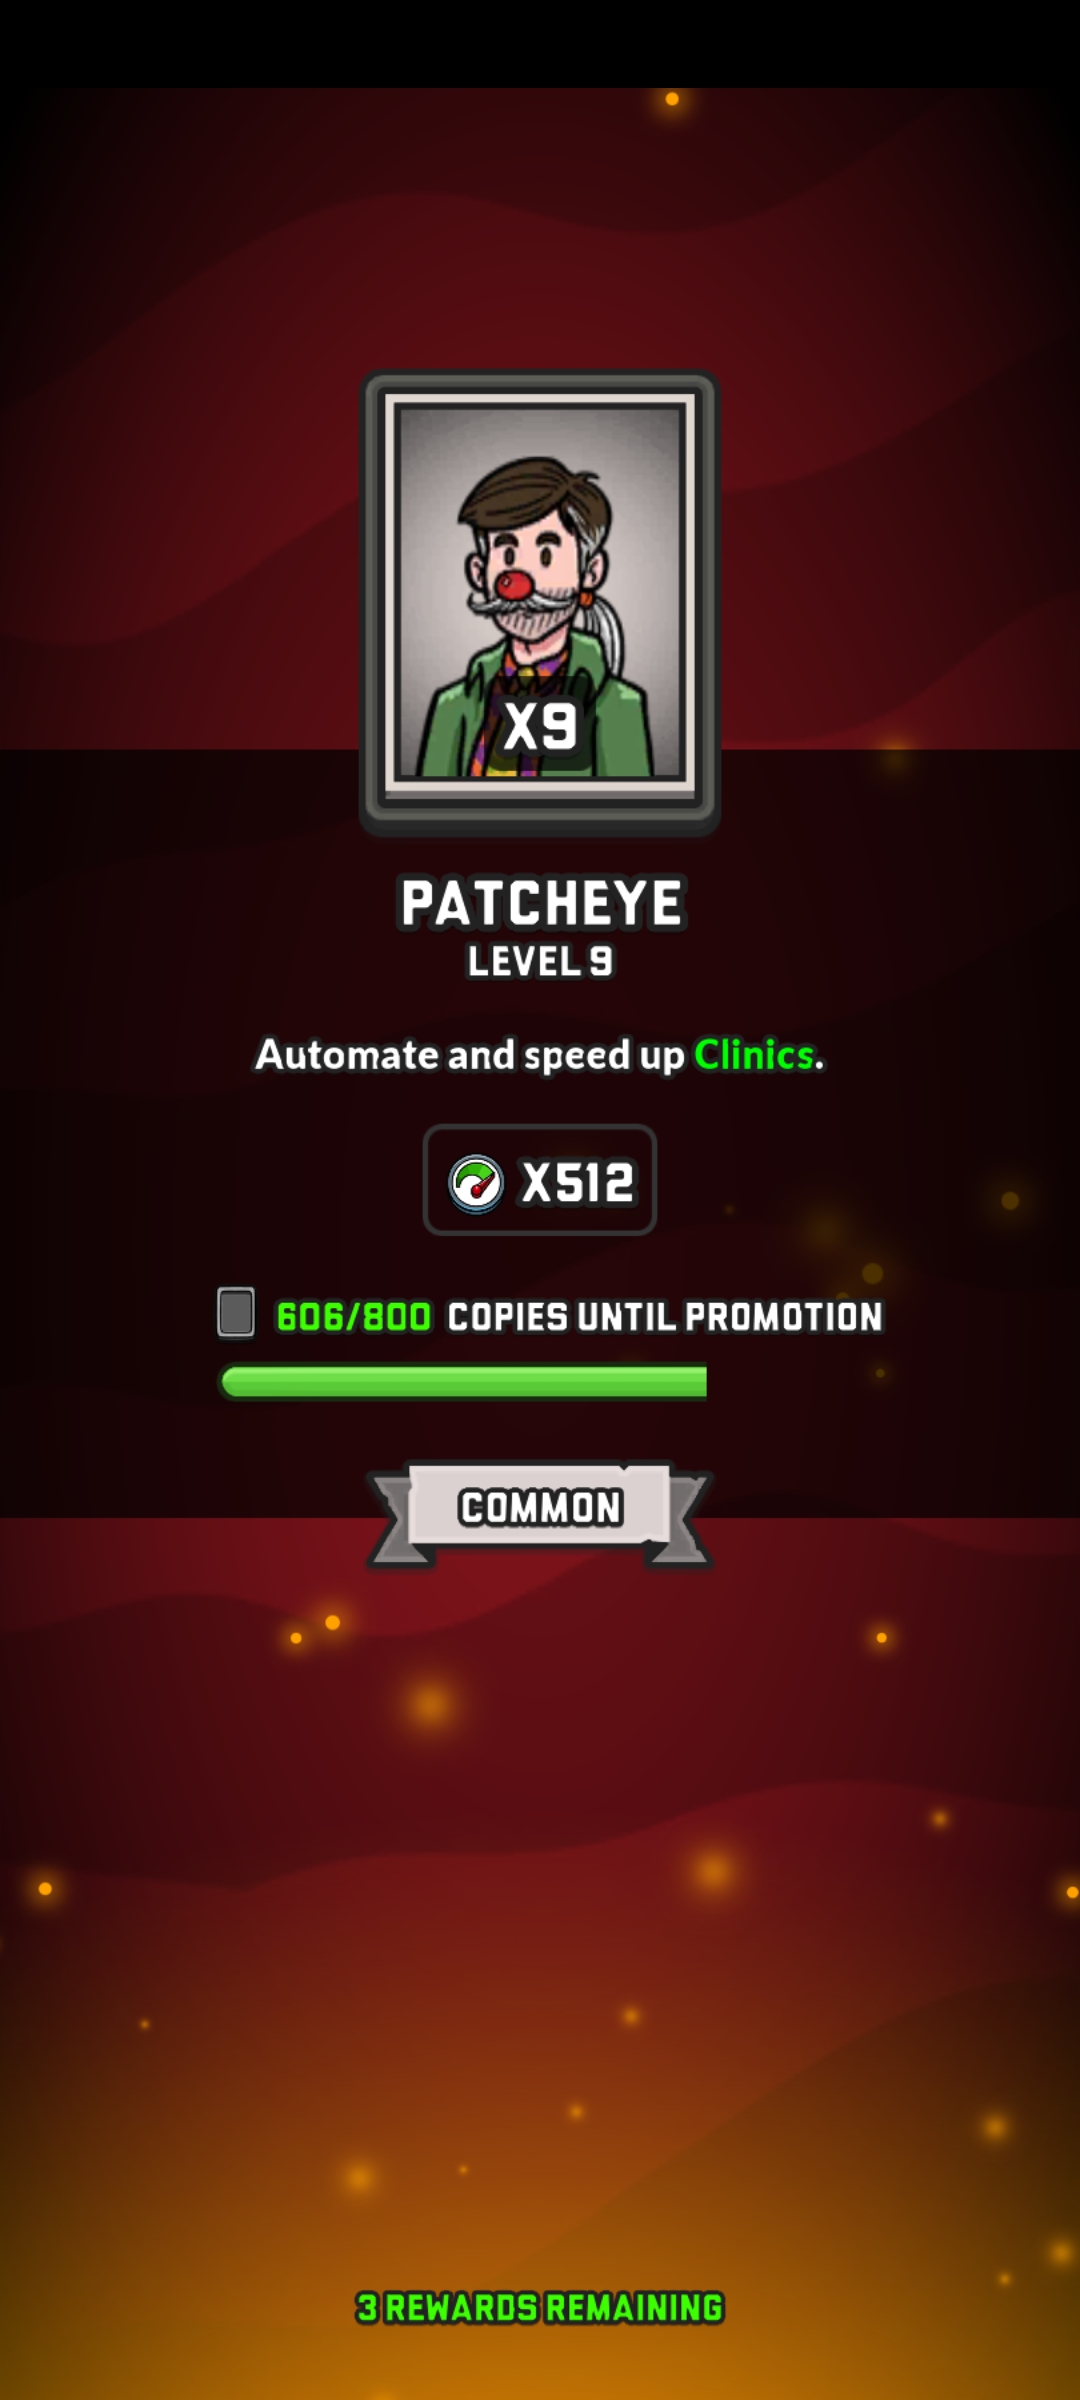 X9
PATCHEYE
LEVEL 9
Automate and speed up Clinics.
X512
606/800 COPIES UNTIL PROMOTION
COMMON
3 REWARDS REMAINING